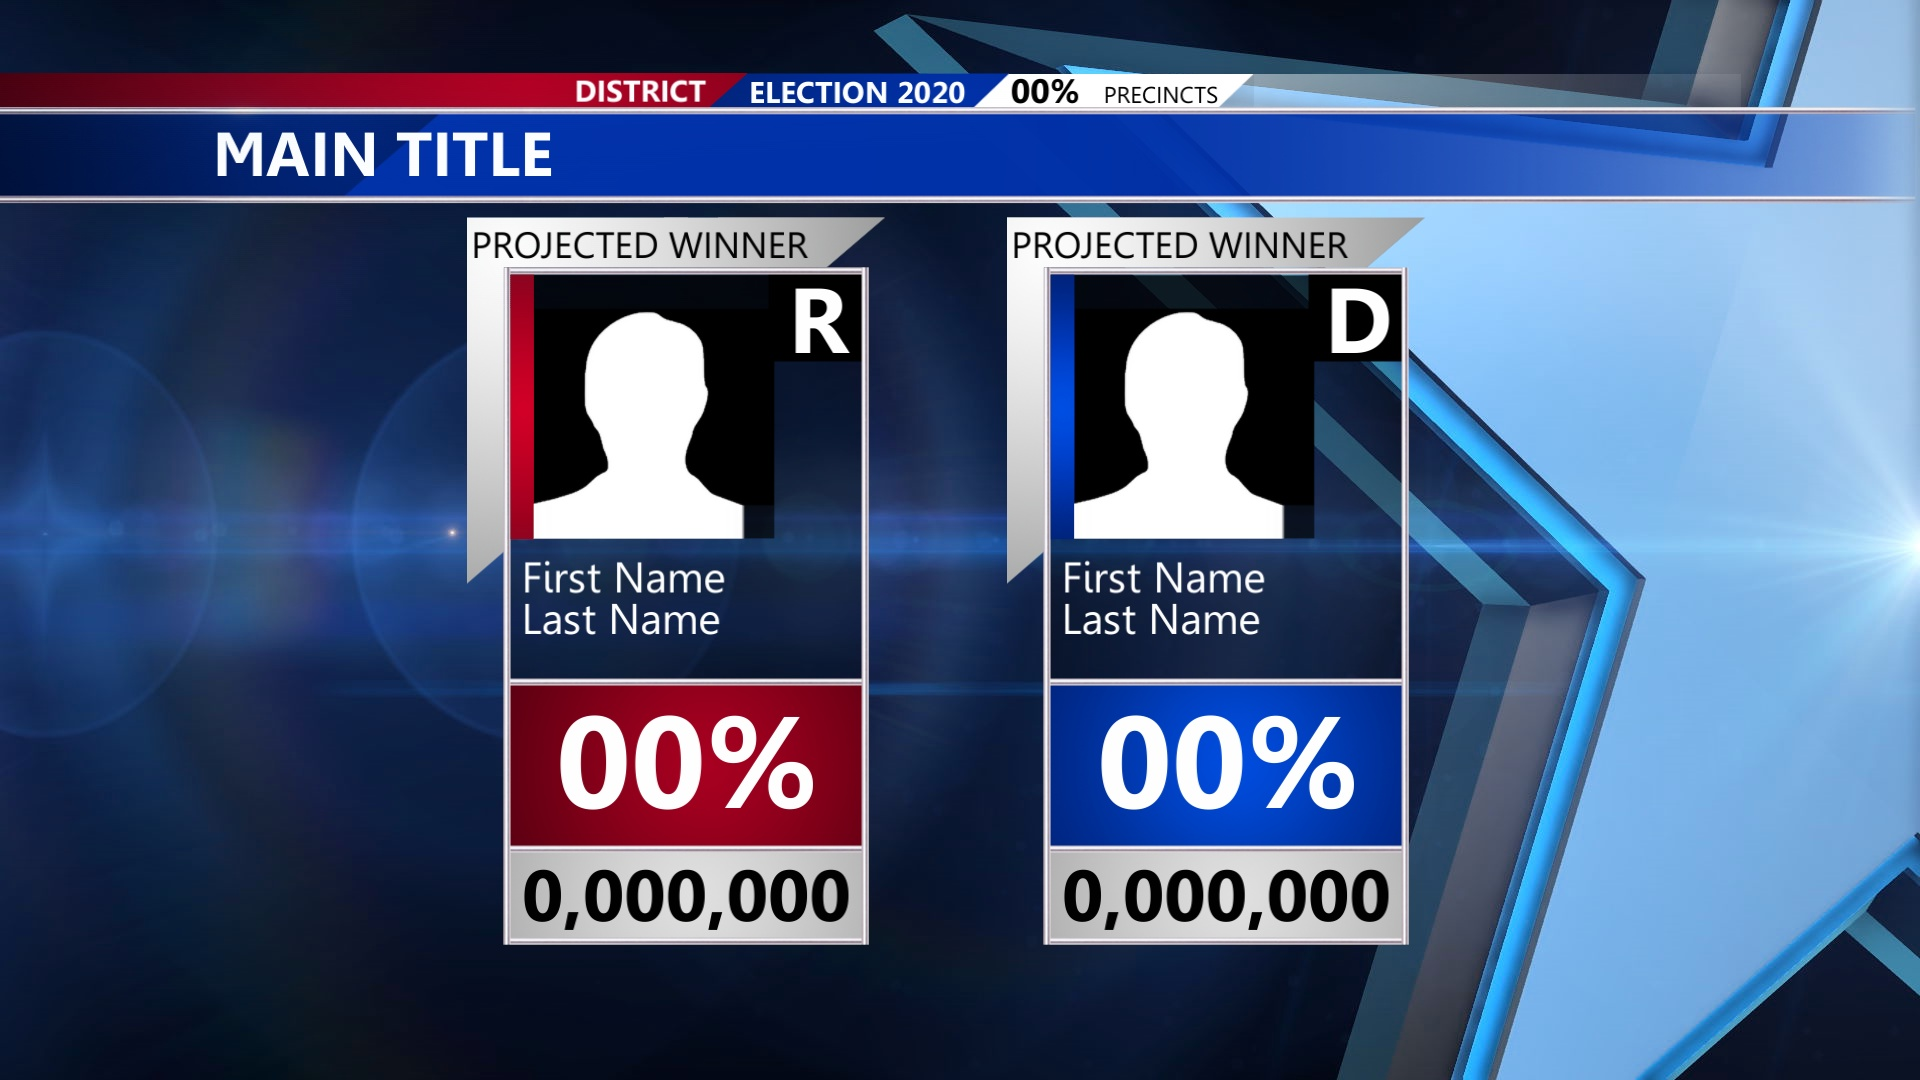 DISTRICT ELECTION 2020 00% PRECINCTS
MAIN TITLE
PROJECTED WINNER
R
First Name
Last Name
00%
0,000,000
PROJECTED WINNER
D
First Name
Last Name
00%
0,000,000